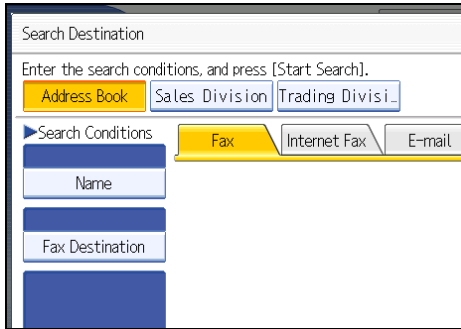 Search Destination
Enter the search conditions, and press [Start Search].
Address Book Sales Division Trading Divisi_
▶Search Conditions Fax Internet Fax E-mail
Name
Fax Destination